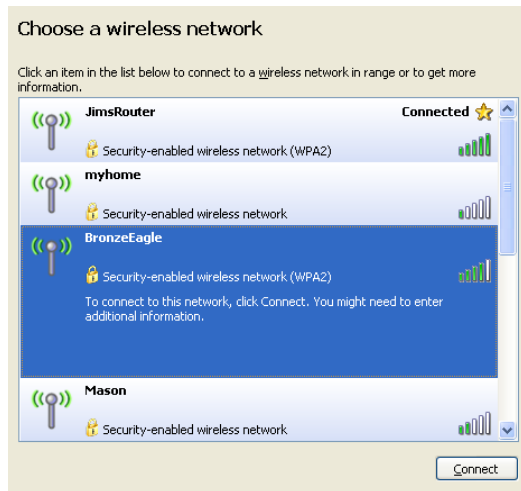 Choose a wireless network
Click an item in the list below to connect to a wireless network in range or to get more
information.
JimsRouter Connected
Security-enabled wireless network (WPA2)
myhome
Security-enabled wireless network
BronzeEagle
Security-enabled wireless network (WPA2)
To connect to this network, click Connect. You might need to enter
additional information.
Mason
Security-enabled wireless network
Connect